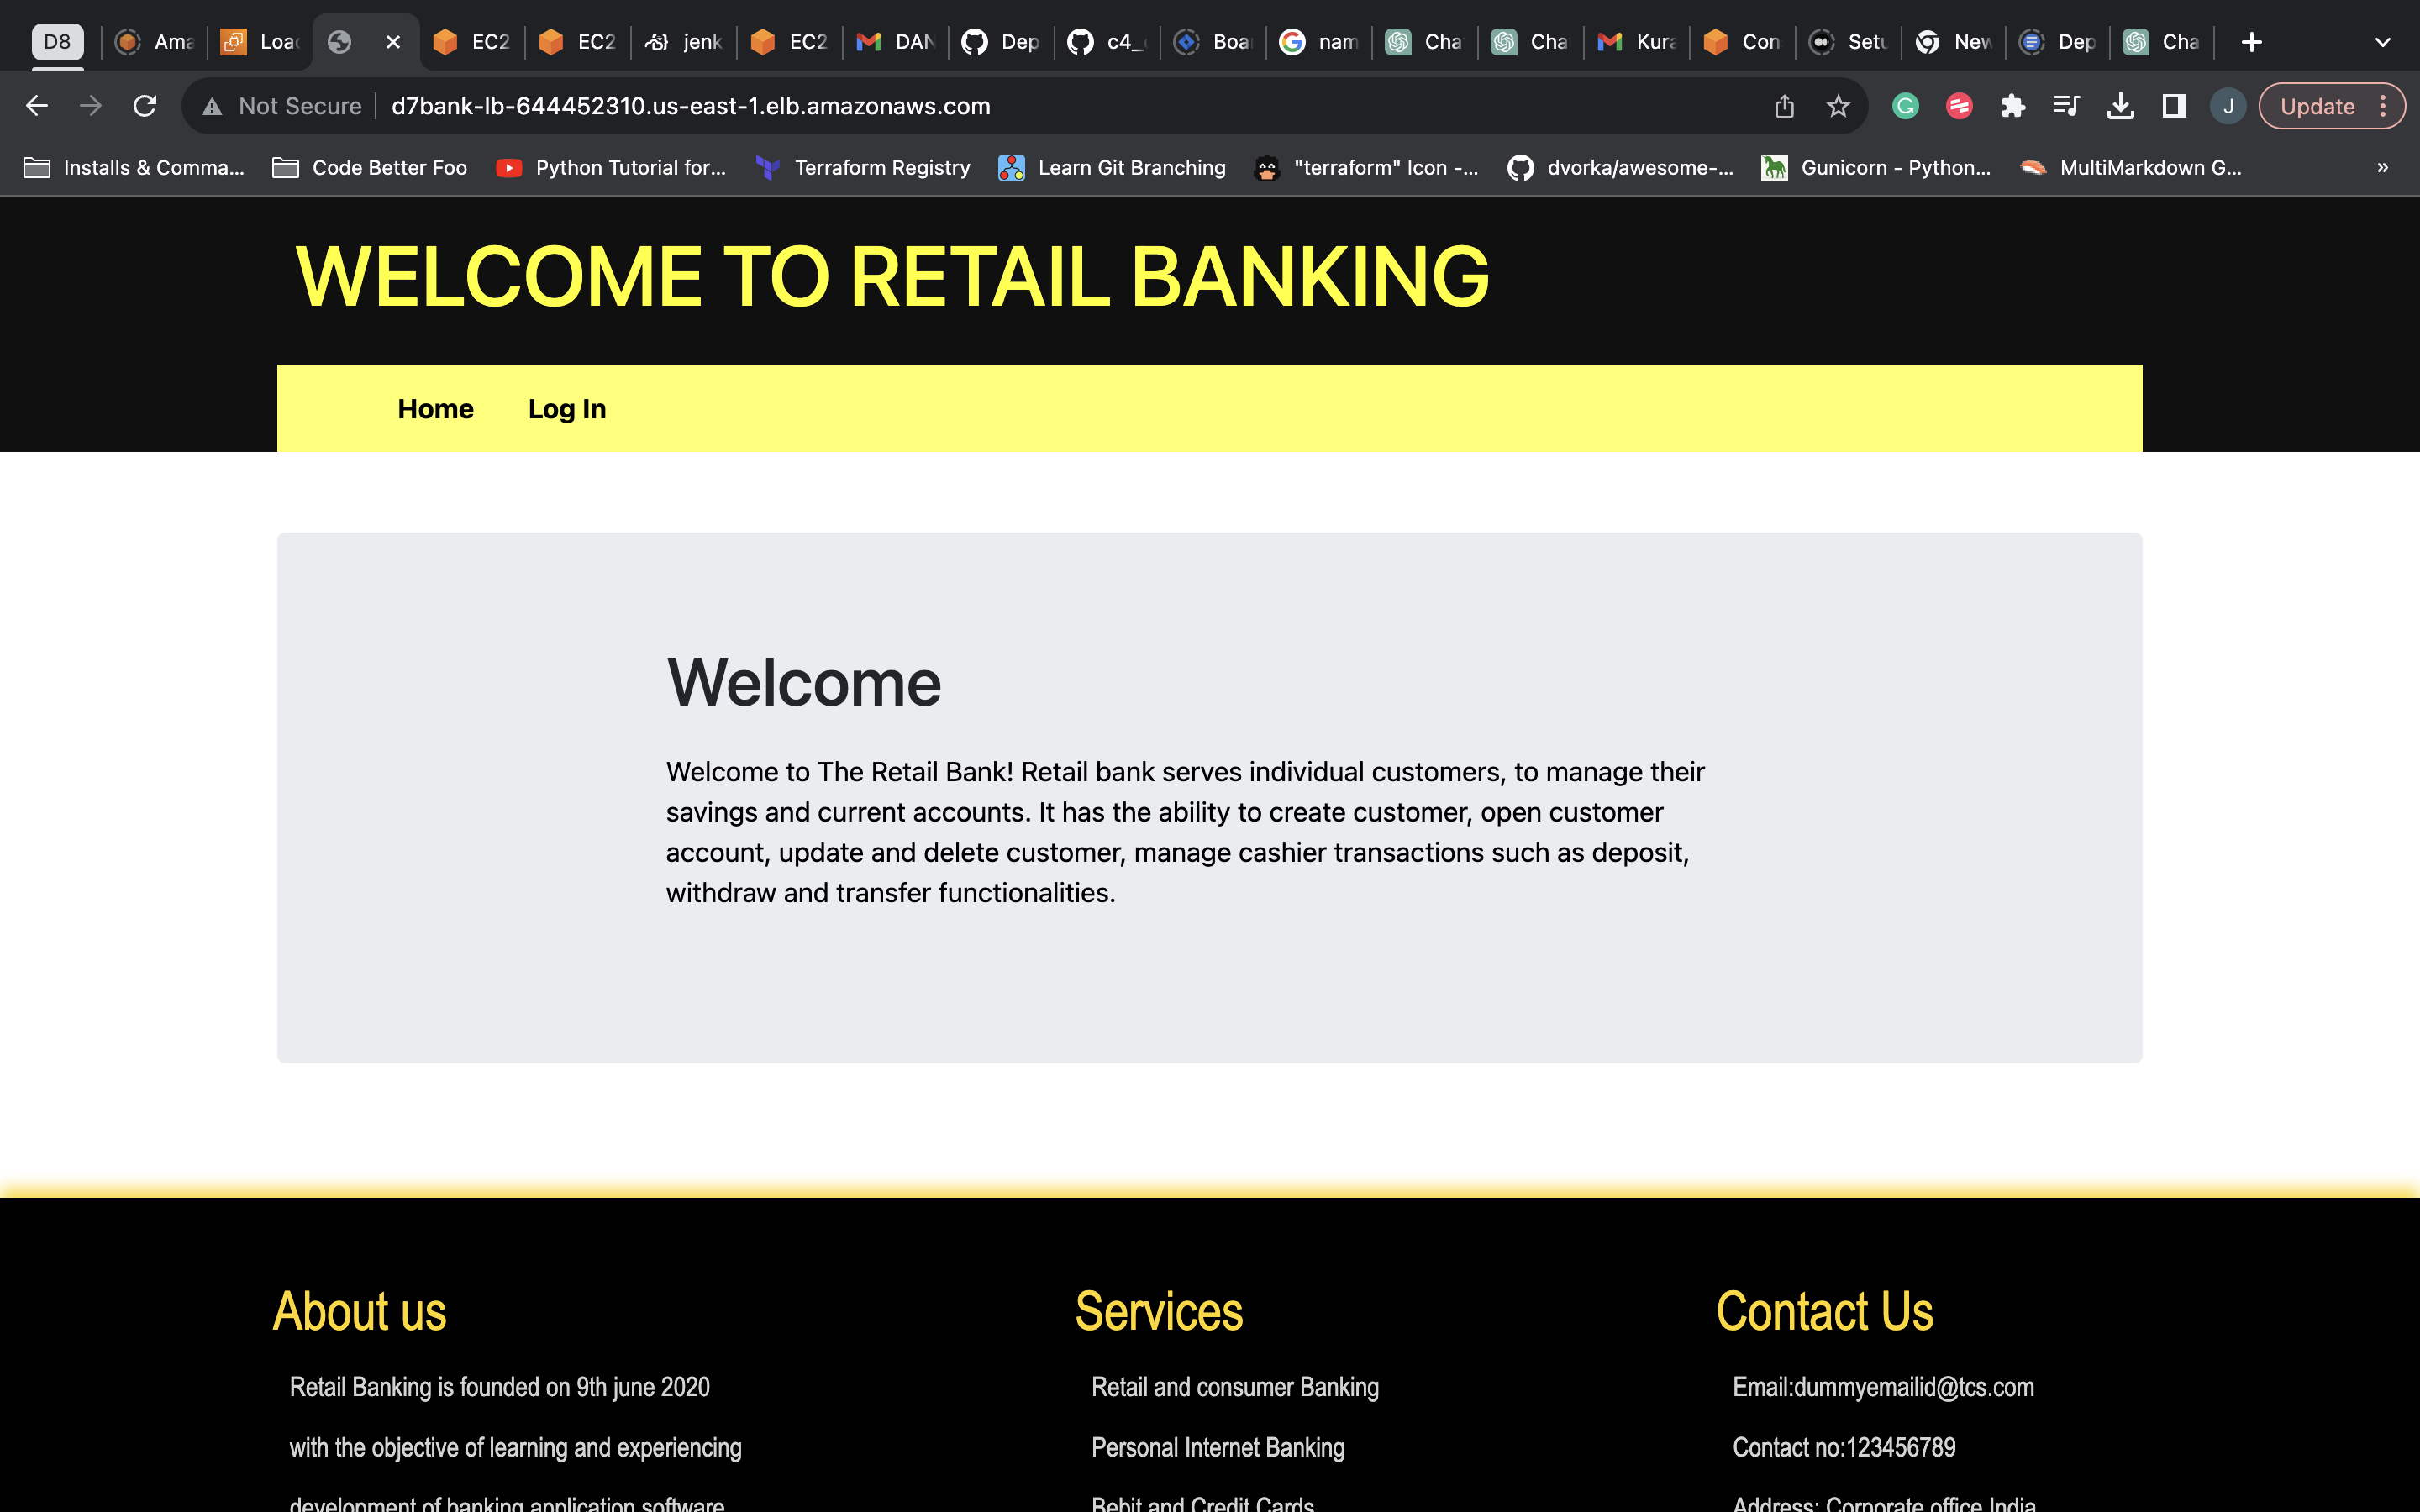 D8 Ama Load EC2 EC2 jenk EC2 DAN Dep c4_ Boar nam Cha Cha Kura Con Setu New Dep Cha
Not Secure d7bank-lb-644452310.us-east-1.elb.amazonaws.com J Update
Installs & Comma... Code Better Foo Python Tutorial for... Terraform Registry Learn Git Branching "terraform" Icon -... dvorka/awesome-... Gunicorn - Python... MultiMarkdown G... »
WELCOME TO RETAIL BANKING
Home Log In
Welcome
Welcome to The Retail Bank! Retail bank serves individual customers, to manage their
savings and current accounts. It has the ability to create customer, open customer
account, update and delete customer, manage cashier transactions such as deposit,
withdraw and transfer functionalities.
About us
Retail Banking is founded on 9th june 2020
with the objective of learning and experiencing
development of banking application software
Services
Retail and consumer Banking
Personal Internet Banking
Bebit and Credit Cards
Contact Us
Email:dummyemailid@tcs.com
Contact no:123456789
Address: Corporate office India